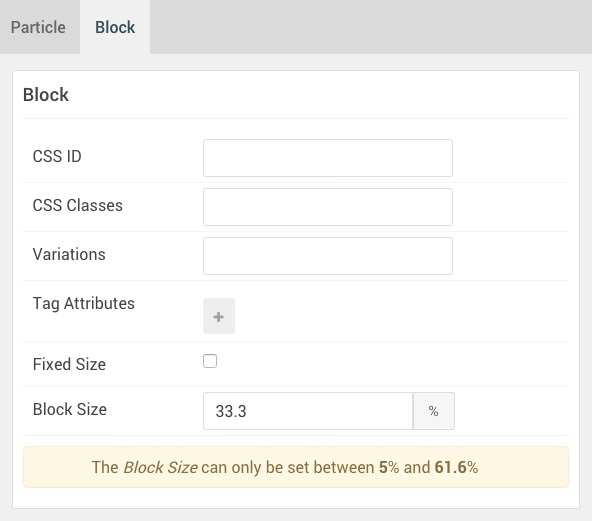 Particle Block
Block
CSS ID
CSS Classes
Variations
Tag Attributes
+
Fixed Size
Block Size 33.3 %
The Block Size can only be set between 5% and 61.6%